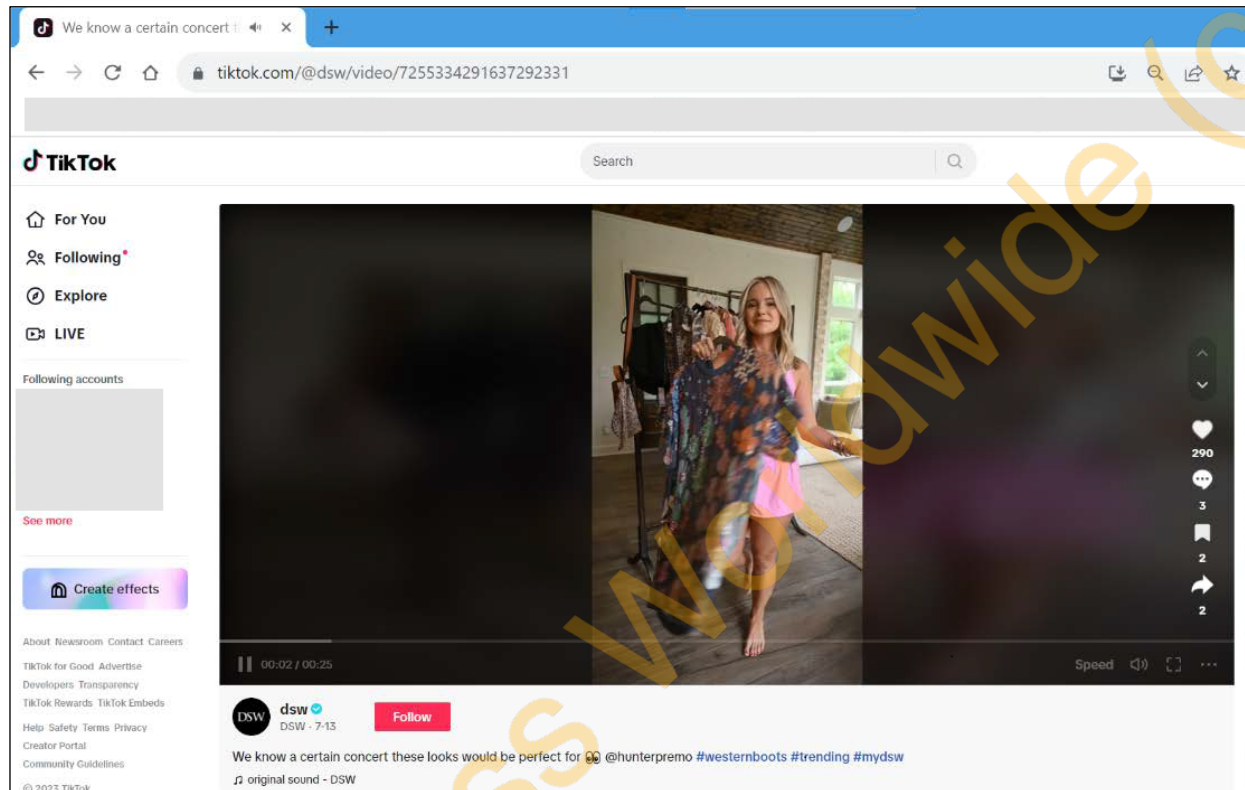 We know a certain concert t
tiktok.com/@dsw/video/7255334291637292331
TikTok
Search
For You
Following
Explore
LIVE
Following accounts
See more
Create effects
About Newsroom Contact Careers
TikTok for Good Advertise
Developers Transparency
TikTok Rewards TikTok Embeds
Help Safety Terms Privacy
Creator Portal
Community Guidelines
© 2023 TikTok
290
3
2
2
00:02 / 00:25
Speed
DSW
dsw
DSW · 7-13
Follow
We know a certain concert these looks would be perfect for 👀 @hunterpremo #westernboots #trending #mydsw
♫ original sound - DSW
ss Worldwide (c